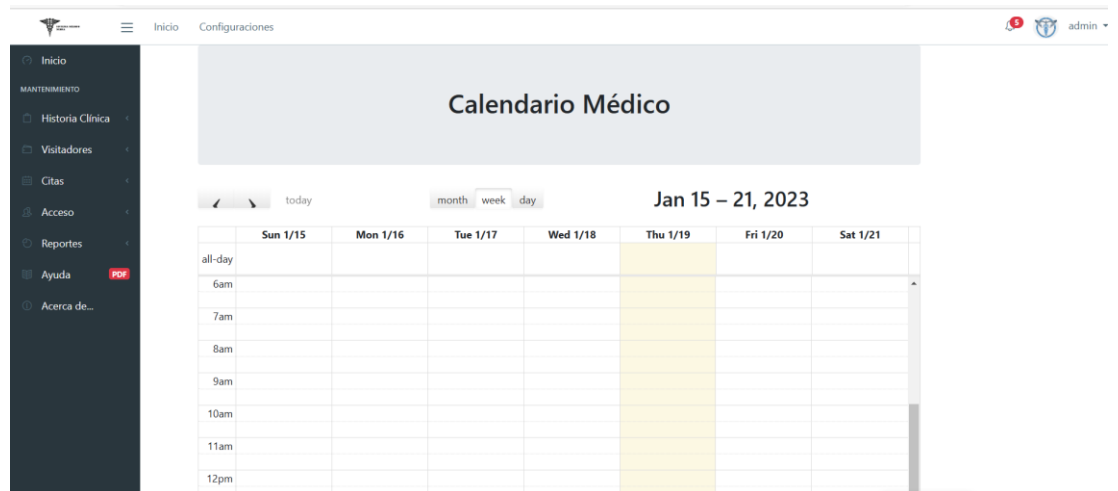 Inicio Configuraciones 5 admin
Inicio
MANTENIMIENTO
Historia Clínica
Visitadores
Citas
Acceso
Reportes
Ayuda PDF
Acerca de...
Calendario Médico
today month week day Jan 15 – 21, 2023
Sun 1/15 Mon 1/16 Tue 1/17 Wed 1/18 Thu 1/19 Fri 1/20 Sat 1/21
all-day
6am
7am
8am
9am
10am
11am
12pm